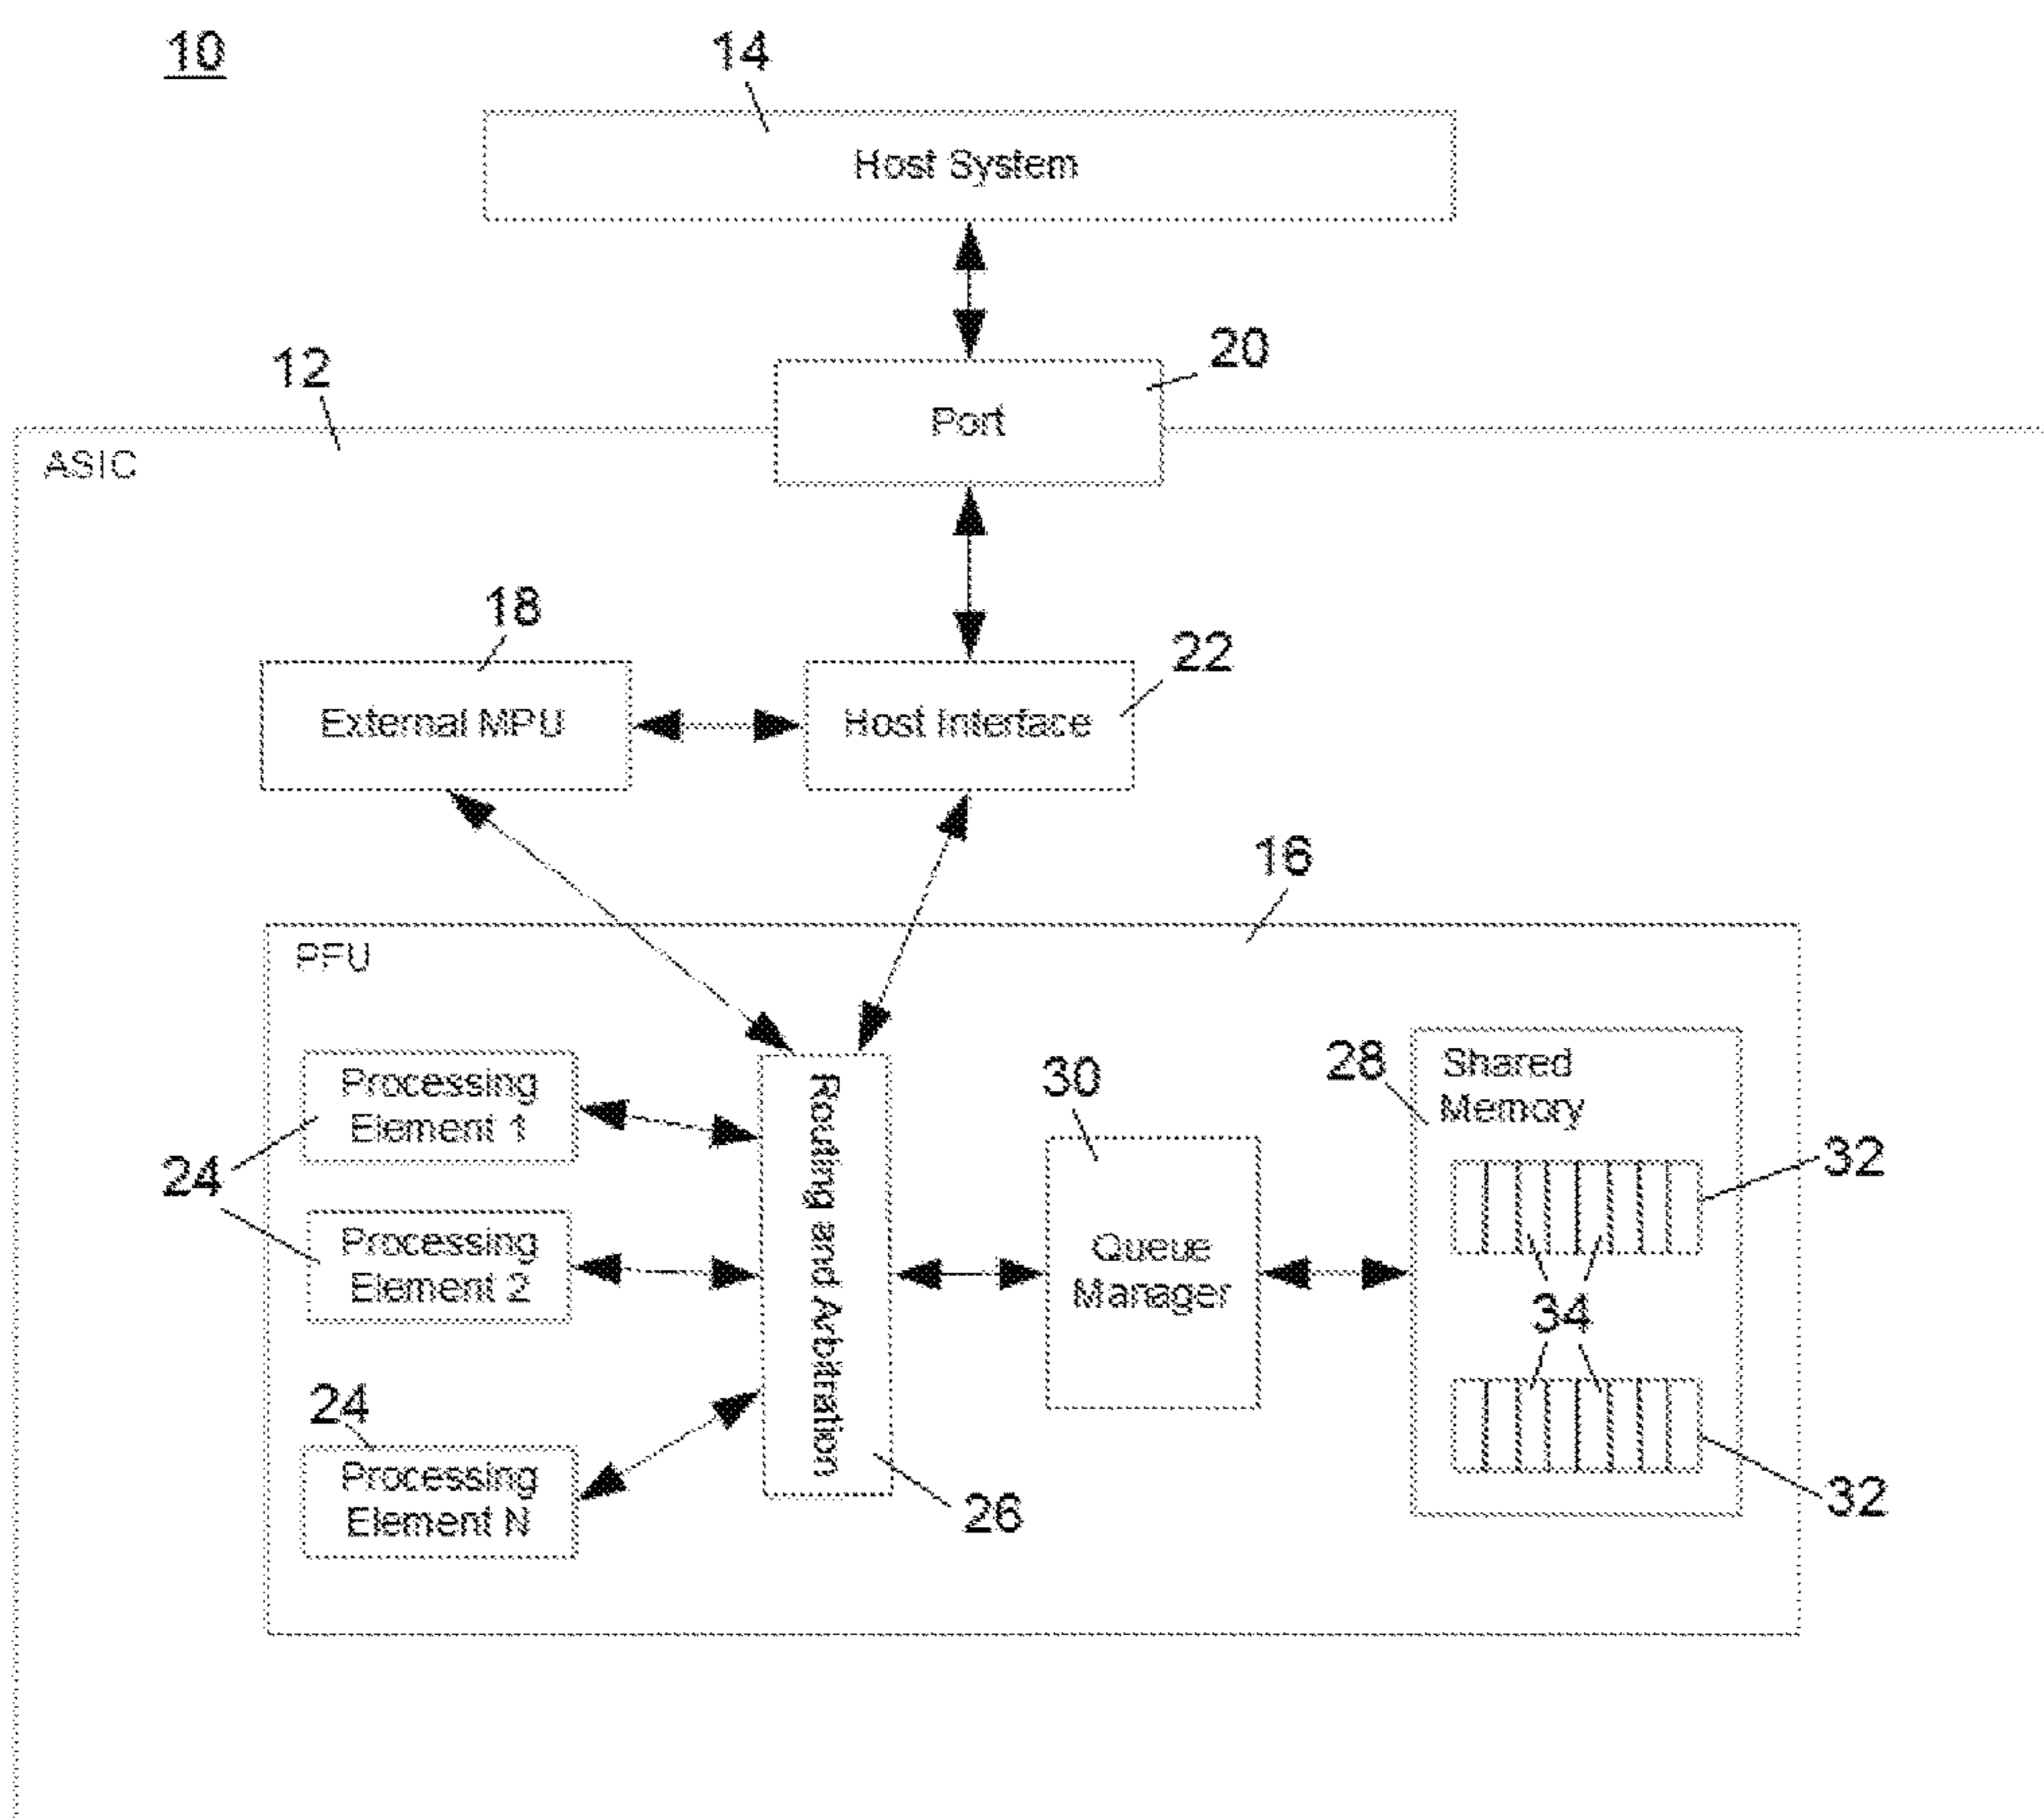 10
14
Host System
12
20
Port
ASIC
18
22
External MPU
Host Interface
16
PFU
Processing
Element 1
24
Processing
Element 2
24
Processing
Element N
Routing and Arbitration
26
30
Queue
Manager
28
Shared
Memory
32
34
32